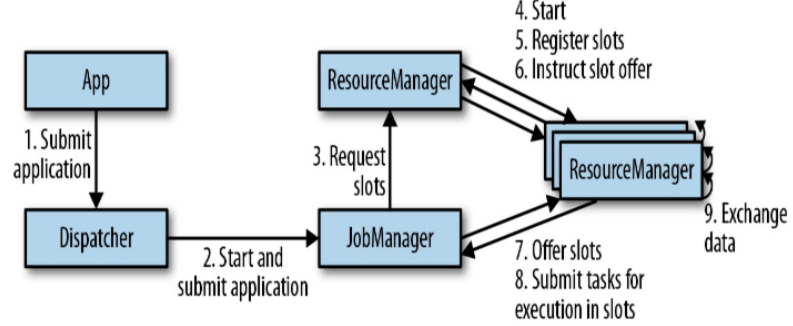 4. Start
5. Register slots
6. Instruct slot offer
App
ResourceManager
1. Submit
application
3. Request
slots
ResourceManager
9. Exchange
data
Dispatcher
2. Start and
submit application
JobManager
7. Offer slots
8. Submit tasks for
execution in slots